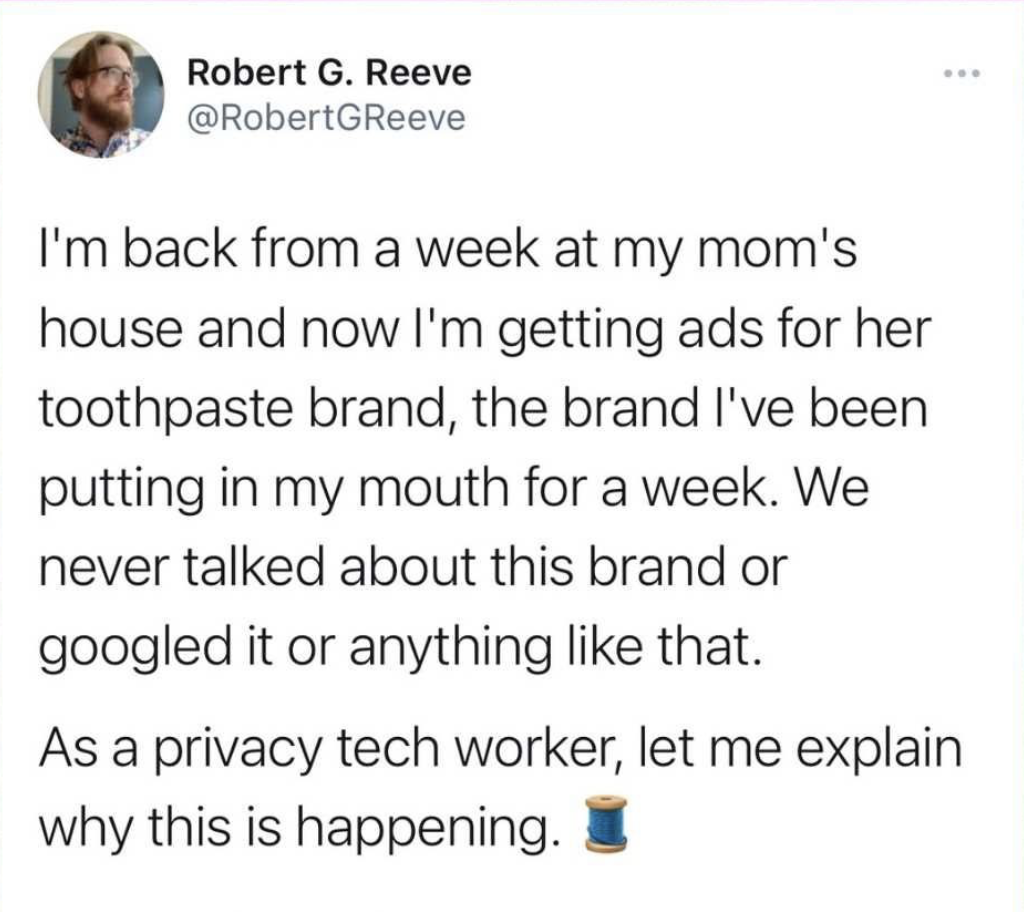 Robert G. Reeve
@RobertGReeve
I'm back from a week at my mom's
house and now I'm getting ads for her
toothpaste brand, the brand I've been
putting in my mouth for a week. We
never talked about this brand or
googled it or anything like that.
As a privacy tech worker, let me explain
why this is happening. 🧵